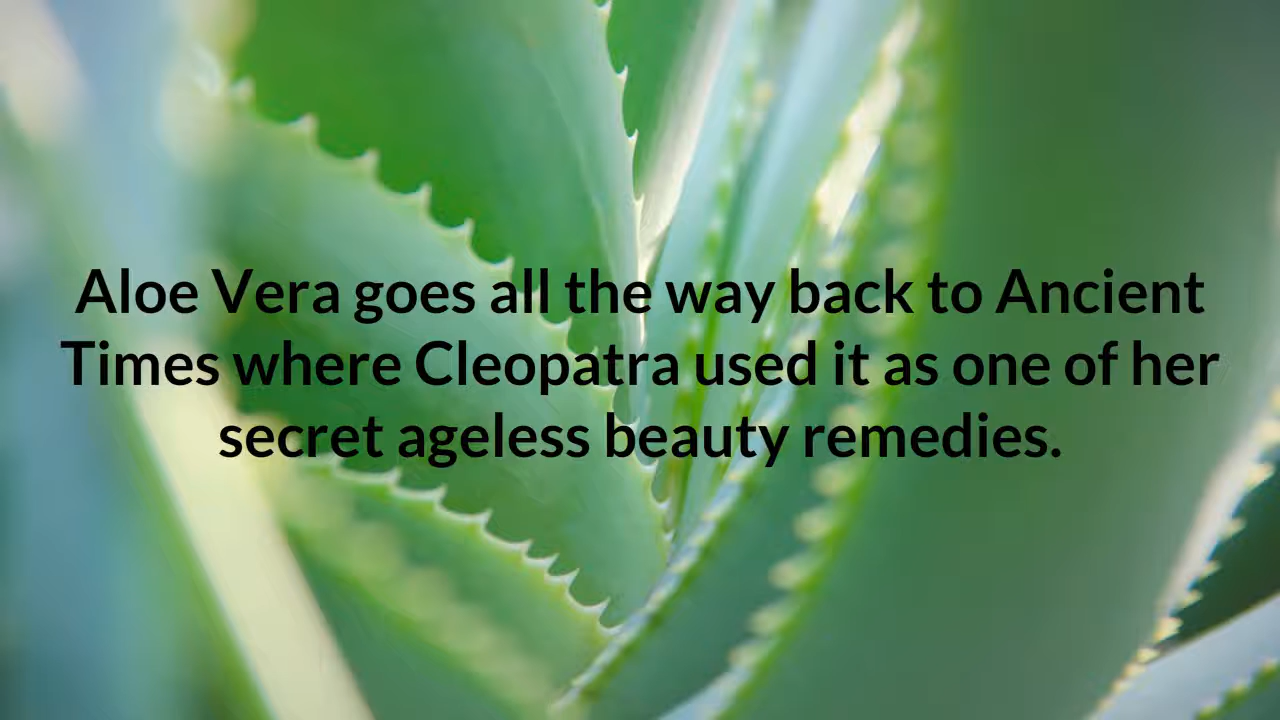 Aloe Vera goes all the way back to Ancient
Times where Cleopatra used it as one of her
secret ageless beauty remedies.